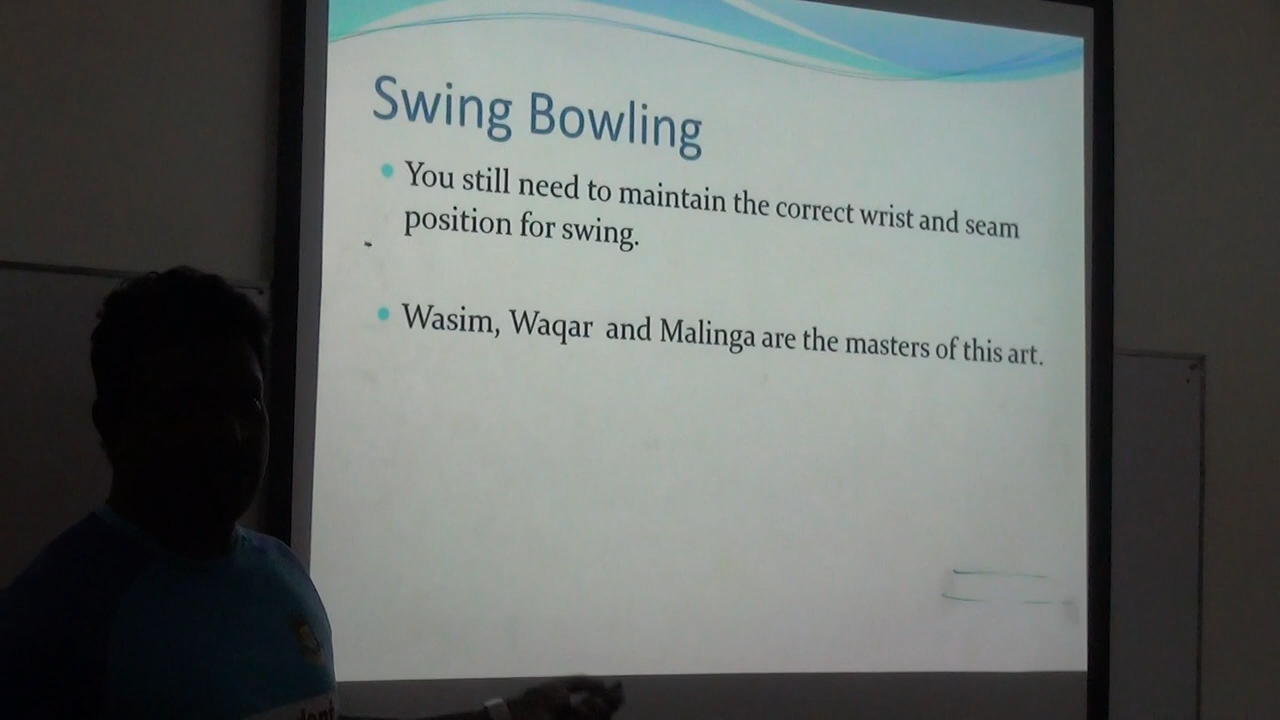 Swing Bowling
You still need to maintain the correct wrist and seam
position for swing.
Wasim, Waqar and Malinga are the masters of this art.